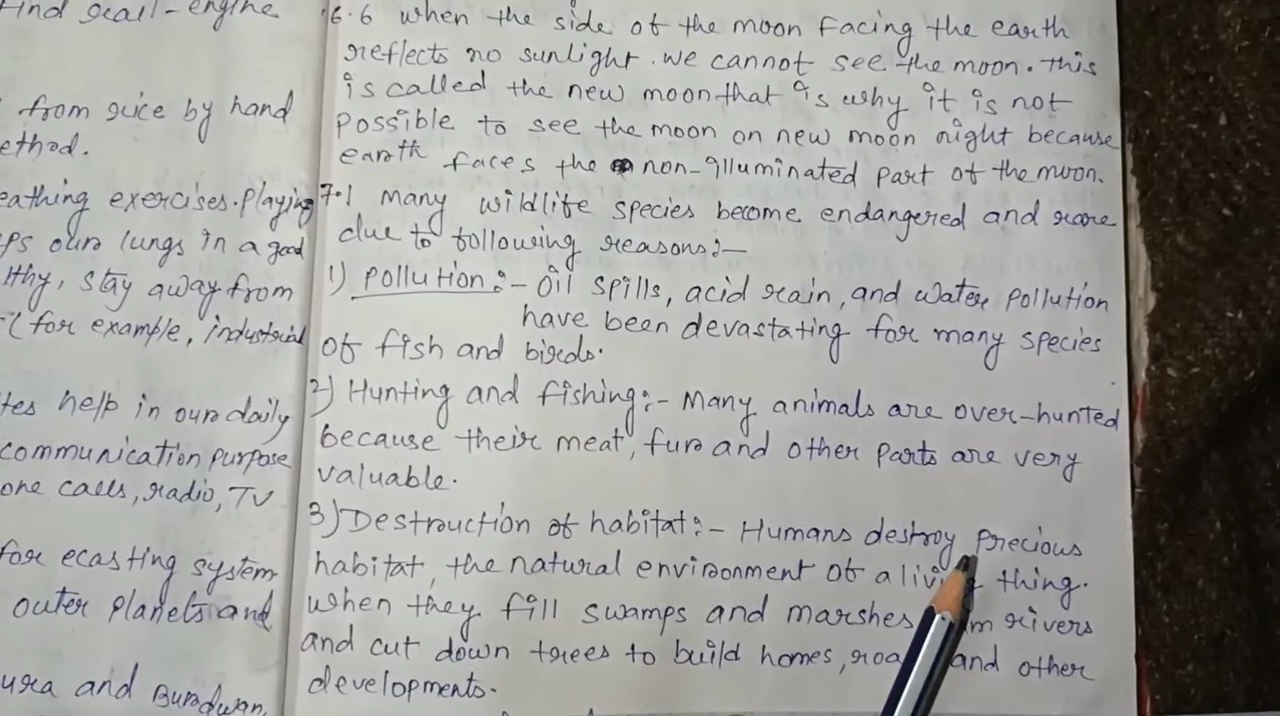 find rail-engine
from rice by hand
ethod.
eathing exercises. Playing
ps our lungs in a good
lthy, stay away from
(for example, industrial
tes help in our daily
communication purpose
one calls, radio, TV
forecasting system
outer planets and
ura and Burdwan,
6.6 when the side of the moon facing the earth
reflects no sunlight. we cannot see the moon. this
is called the new moon that is why it is not
possible to see the moon on new moon night because
earth faces the non-illuminated part of the moon.
7.1 Many wildlife species become endangered and rare
due to following reasons:-
1) Pollution:- Oil spills, acid rain, and water pollution
have been devastating for many species
of fish and birds.
2) Hunting and fishing:- Many animals are over-hunted
because their meat, fur and other parts are very
valuable.
3) Destruction of habitat:- Humans destroy precious
habitat, the natural environment of a living thing.
when they fill swamps and marshes rivers
and cut down trees to build homes, and other
developments.